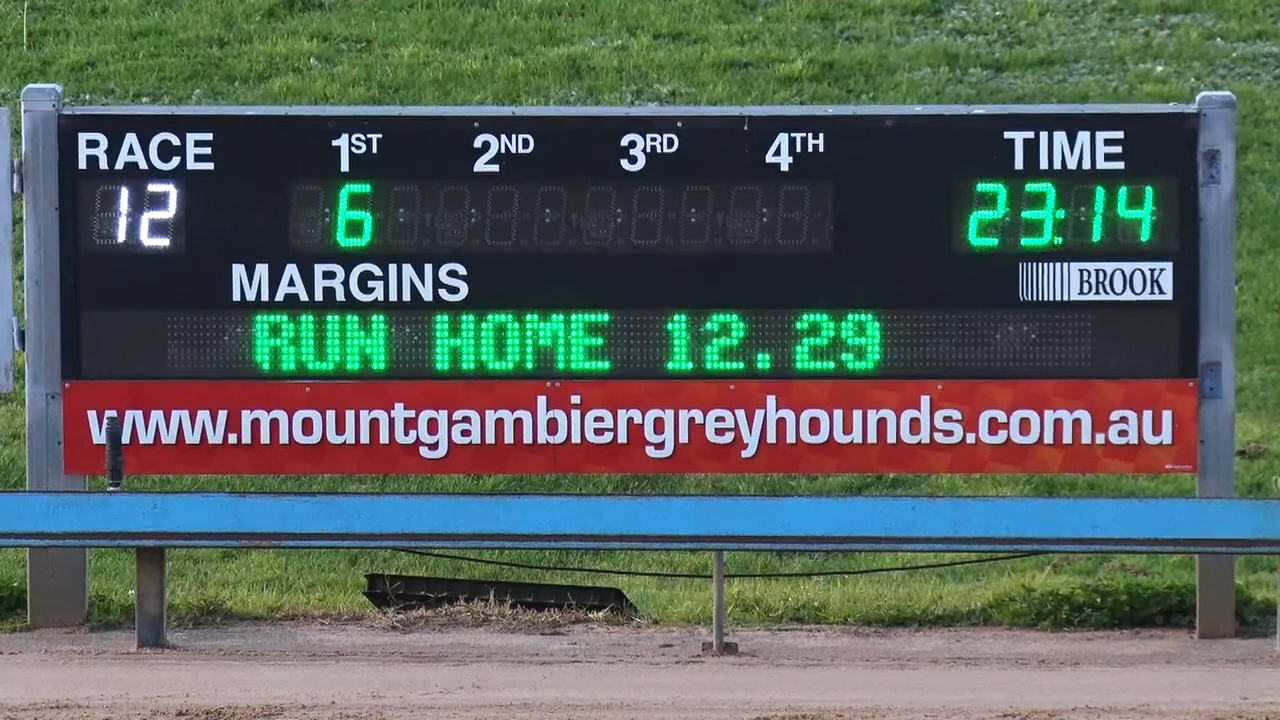 RACE 1ST 2ND 3RD 4TH TIME
12 6 23:14
MARGINS BROOK
RUN HOME 12.29
www.mountgambiergreyhounds.com.au